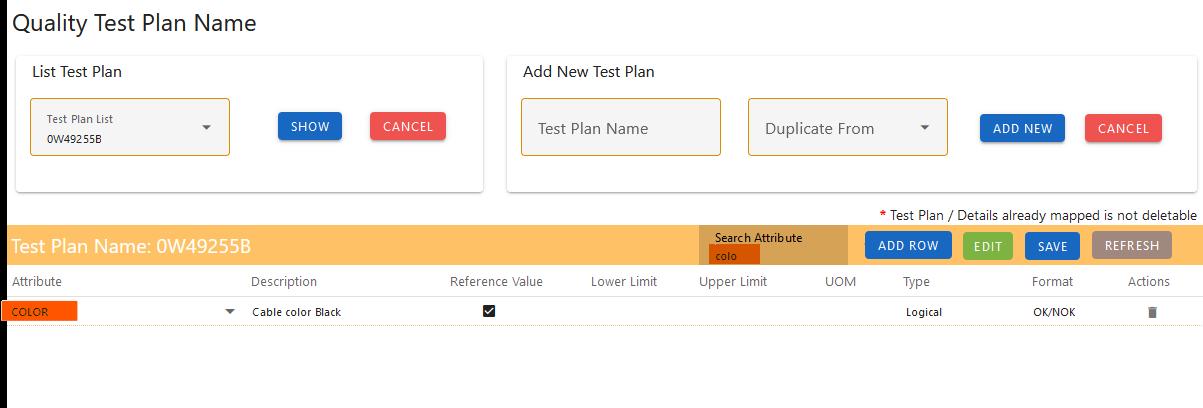 Quality Test Plan Name
List Test Plan
Test Plan List
0W49255B
SHOW
CANCEL
Add New Test Plan
Test Plan Name
Duplicate From
ADD NEW
CANCEL
* Test Plan / Details already mapped is not deletable
Test Plan Name: 0W49255B
Search Attribute
colo
ADD ROW
EDIT
SAVE
REFRESH
Attribute Description Reference Value Lower Limit Upper Limit UOM Type Format Actions
COLOR Cable color Black Logical OK/NOK